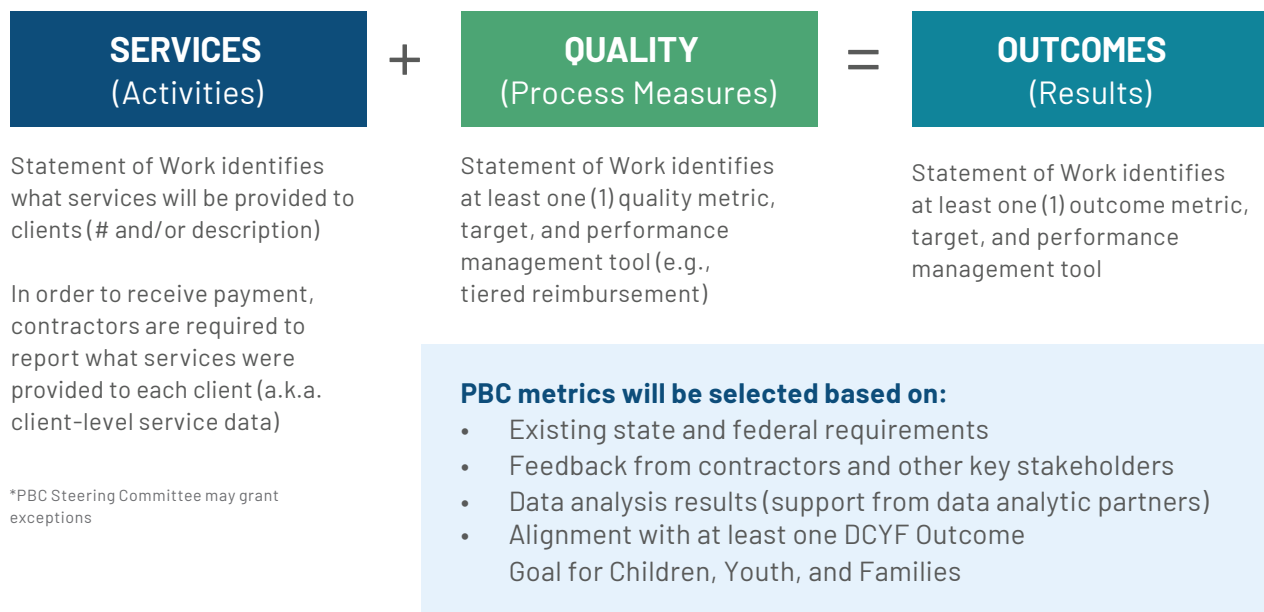 SERVICES
(Activities)
+
QUALITY
(Process Measures)
=
OUTCOMES
(Results)
Statement of Work identifies
what services will be provided to
clients (# and/or description)
In order to receive payment,
contractors are required to
report what services were
provided to each client (a.k.a.
client-level service data)
*PBC Steering Committee may grant
exceptions
Statement of Work identifies
at least one (1) quality metric,
target, and performance
management tool (e.g.,
tiered reimbursement)
Statement of Work identifies
at least one (1) outcome metric,
target, and performance
management tool
PBC metrics will be selected based on:
• Existing state and federal requirements
• Feedback from contractors and other key stakeholders
• Data analysis results (support from data analytic partners)
• Alignment with at least one DCYF Outcome
Goal for Children, Youth, and Families